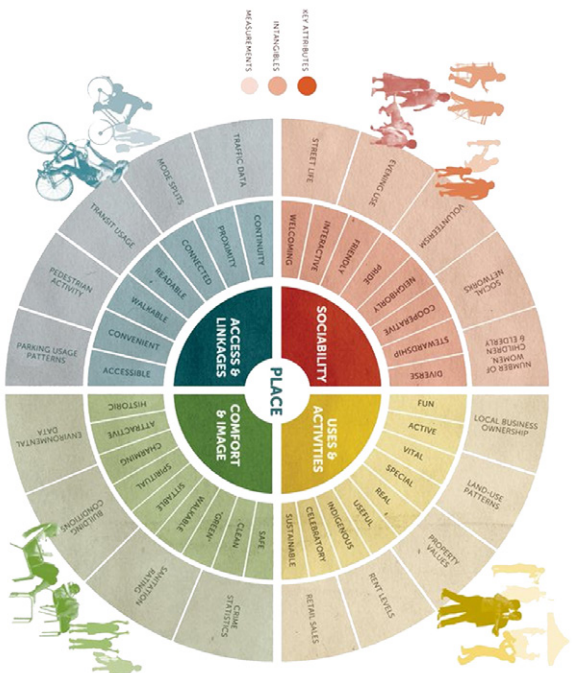 KEY ATTRIBUTES
INTANGIBLES
MEASUREMENTS
PLACE
SOCIABILITY
USES &
ACTIVITIES
COMFORT
& IMAGE
ACCESS &
LINKAGES
WELCOMING
INTERACTIVE
FRIENDLY
PRIDE
NEIGHBORLY
COOPERATIVE
STEWARDSHIP
DIVERSE
STREET LIFE
EVENING USE
VOLUNTEERISM
SOCIAL
NETWORKS
NUMBER OF
WOMEN,
CHILDREN
& ELDERLY
FUN
ACTIVE
VITAL
SPECIAL
REAL
USEFUL
INDIGENOUS
CELEBRATORY
SUSTAINABLE
LOCAL BUSINESS
OWNERSHIP
LAND-USE
PATTERNS
PROPERTY
VALUES
RENT LEVELS
RETAIL SALES
SAFE
CLEAN
'GREEN'
WALKABLE
SITTABLE
SPIRITUAL
CHARMING
ATTRACTIVE
HISTORIC
CRIME
STATISTICS
SANITATION
RATING
BUILDING
CONDITIONS
ENVIRONMENTAL
DATA
ACCESSIBLE
CONVENIENT
WALKABLE
READABLE
CONNECTED
PROXIMITY
CONTINUITY
PARKING USAGE
PATTERNS
PEDESTRIAN
ACTIVITY
TRANSIT USAGE
MODE SPLITS
TRAFFIC DATA